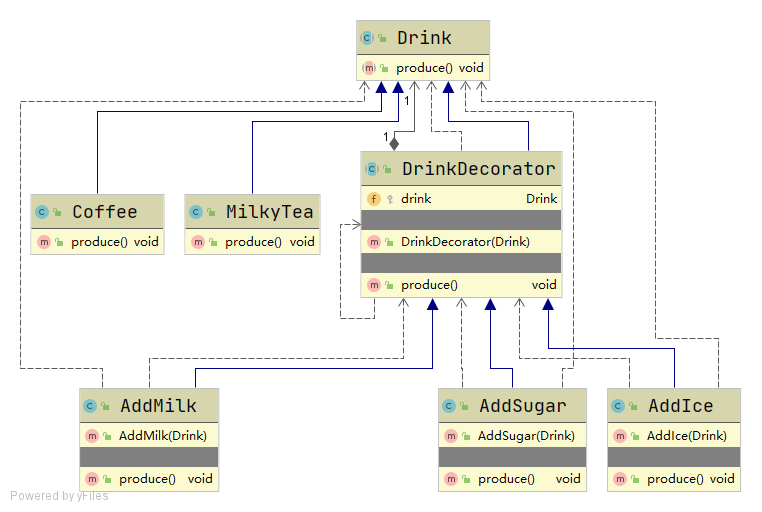 Drink
produce() void
1
1
DrinkDecorator
drink Drink
DrinkDecorator(Drink)
produce() void
Coffee
produce() void
MilkyTea
produce() void
AddMilk
AddMilk(Drink)
produce() void
AddSugar
AddSugar(Drink)
produce() void
AddIce
AddIce(Drink)
produce() void
Powered by yFiles